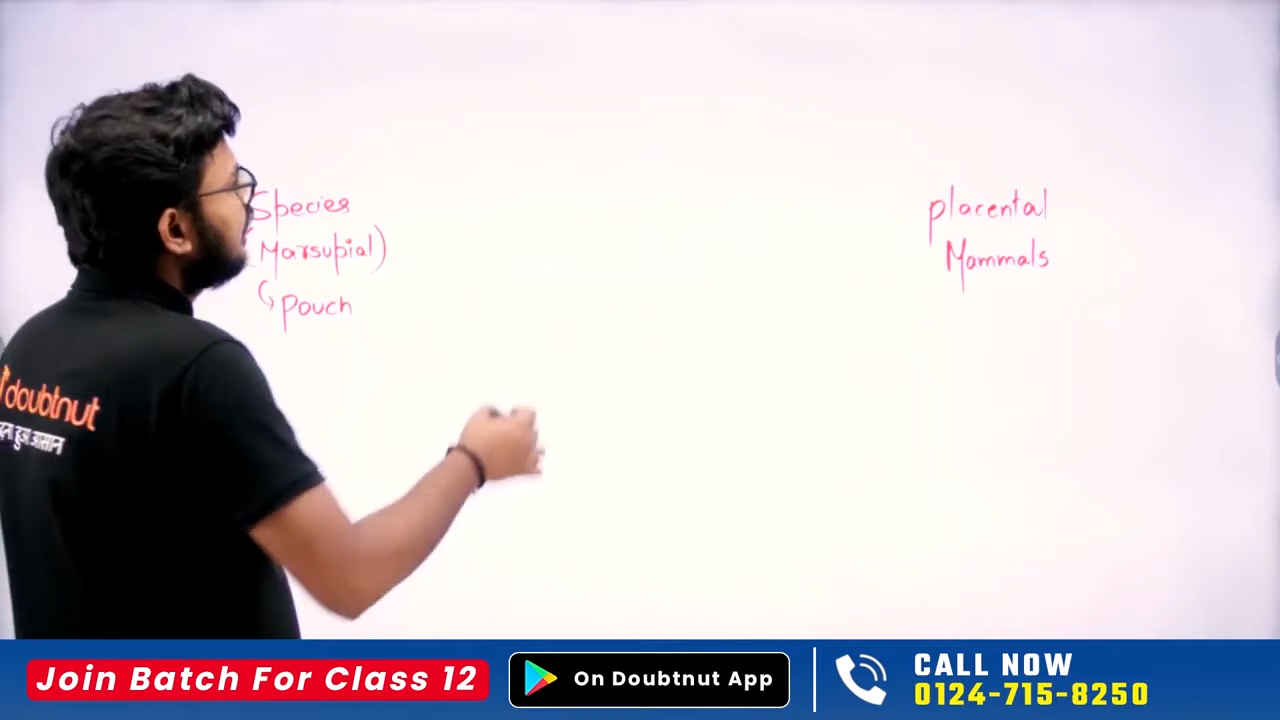 Species
(Marsupial)
Pouch
placental
Mammals
doubtnut
हुआ आसान
Join Batch For Class 12
On Doubtnut App
CALL NOW
0124-715-8250